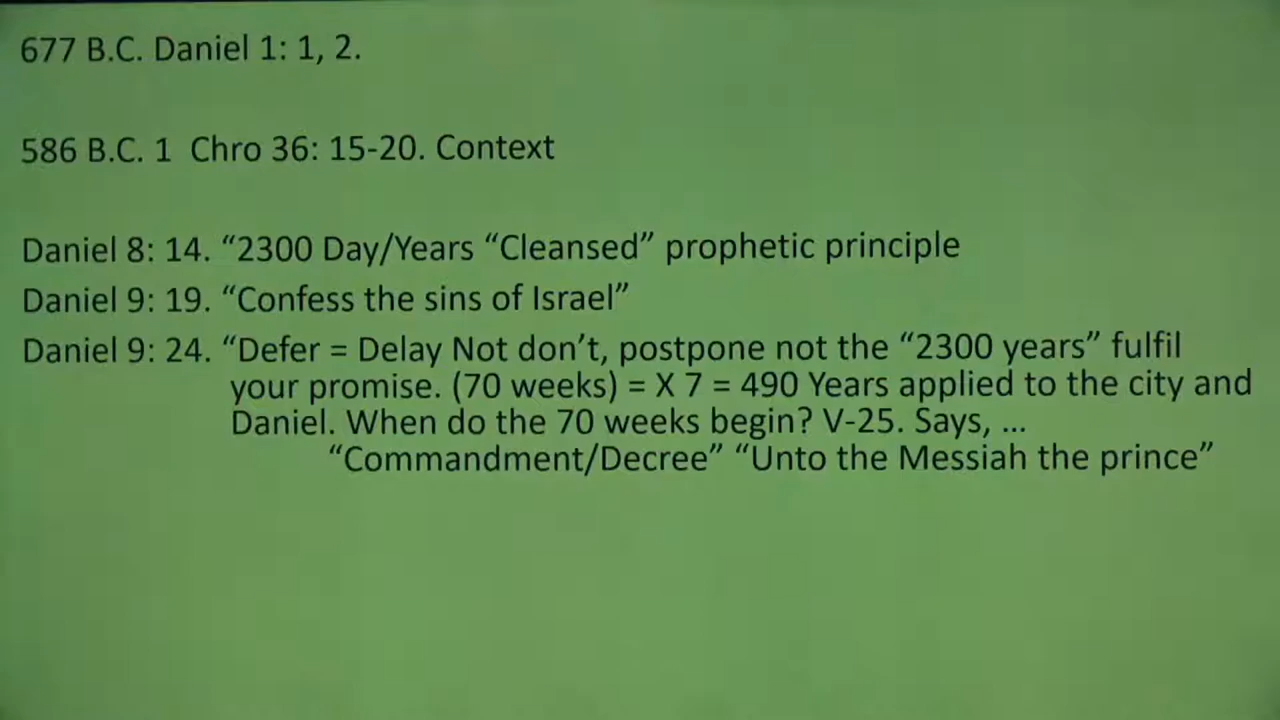 677 B.C. Daniel 1: 1, 2.
586 B.C. 1  Chro 36: 15-20. Context
Daniel 8: 14. “2300 Day/Years “Cleansed” prophetic principle
Daniel 9: 19. “Confess the sins of Israel”
Daniel 9: 24. “Defer = Delay Not don’t, postpone not the “2300 years” fulfil
your promise. (70 weeks) = X 7 = 490 Years applied to the city and
Daniel. When do the 70 weeks begin? V-25. Says, ...
“Commandment/Decree” “Unto the Messiah the prince”